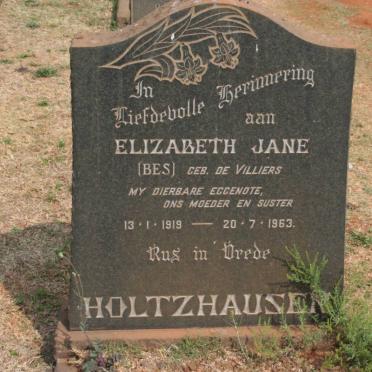 In
Liefdevolle Herinnering
aan
ELIZABETH JANE
(BES) GEB. DE VILLIERS
MY DIERBARE EGGENOTE,
ONS MOEDER EN SUSTER
13·1·1919 — 20·7·1963.
Rus in Vrede
HOLTZHAUSEN